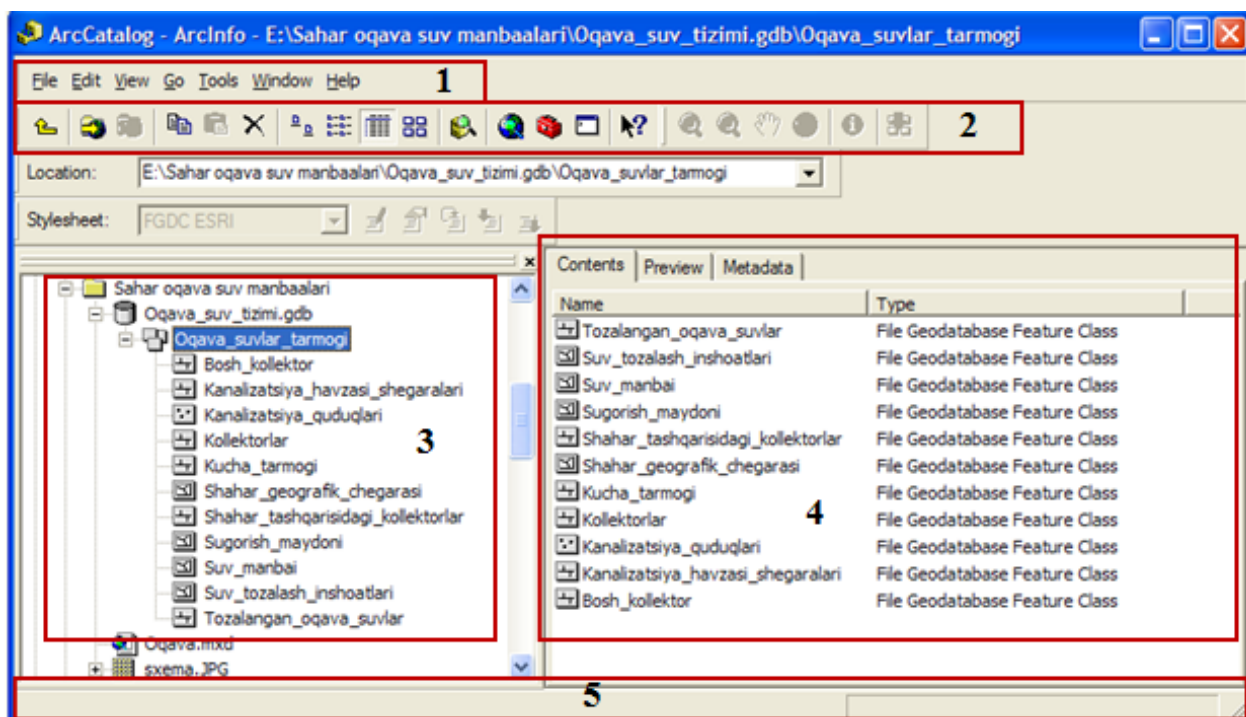 ArcCatalog - ArcInfo - E:\Sahar oqava suv manbaalari\Oqava_suv_tizimi.gdb\Oqava_suvlar_tarmogi
File Edit View Go Tools Window Help 1
2
Location: E:\Sahar oqava suv manbaalari\Oqava_suv_tizimi.gdb\Oqava_suvlar_tarmogi
Stylesheet: FGDC ESRI
Sahar oqava suv manbaalari
Oqava_suv_tizimi.gdb
Oqava_suvlar_tarmogi
Bosh_kollektor
Kanalizatsiya_havzasi_shegaralari
Kanalizatsiya_quduqlari
Kollektorlar
3
Kucha_tarmogi
Shahar_geografik_chegarasi
Shahar_tashqarisidagi_kollektorlar
Sugorish_maydoni
Suv_manbai
Suv_tozalash_inshoatlari
Tozalangan_oqava_suvlar
Oqava.mxd
sxema.JPG
Contents Preview Metadata
Name Type
Tozalangan_oqava_suvlar File Geodatabase Feature Class
Suv_tozalash_inshoatlari File Geodatabase Feature Class
Suv_manbai File Geodatabase Feature Class
Sugorish_maydoni File Geodatabase Feature Class
Shahar_tashqarisidagi_kollektorlar File Geodatabase Feature Class
Shahar_geografik_chegarasi File Geodatabase Feature Class
Kucha_tarmogi File Geodatabase Feature Class
Kollektorlar 4 File Geodatabase Feature Class
Kanalizatsiya_quduqlari File Geodatabase Feature Class
Kanalizatsiya_havzasi_shegaralari File Geodatabase Feature Class
Bosh_kollektor File Geodatabase Feature Class
5